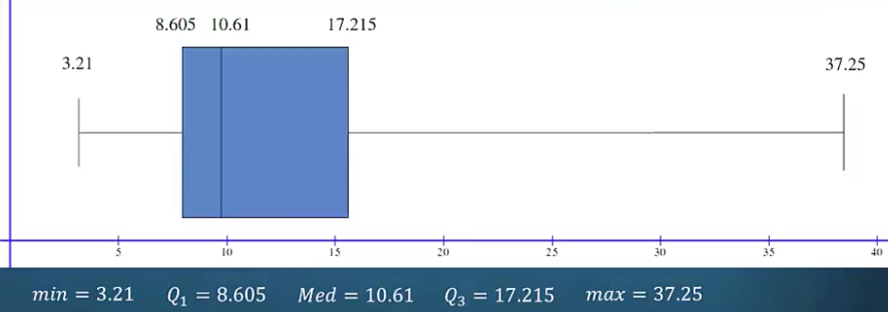 8.605 10.61 17.215
3.21 37.25
5 10 15 20 25 30 35 40
min = 3.21 Q₁ = 8.605 Med = 10.61 Q₃ = 17.215 max = 37.25